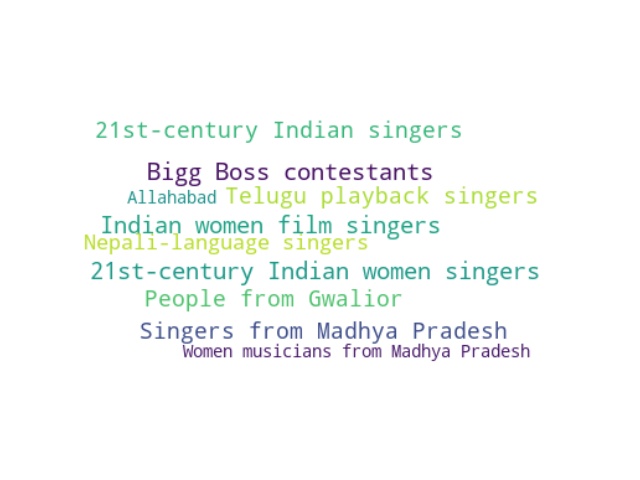 21st-century Indian singers
Bigg Boss contestants
Allahabad Telugu playback singers
Indian women film singers
Nepali-language singers
21st-century Indian women singers
People from Gwalior
Singers from Madhya Pradesh
Women musicians from Madhya Pradesh